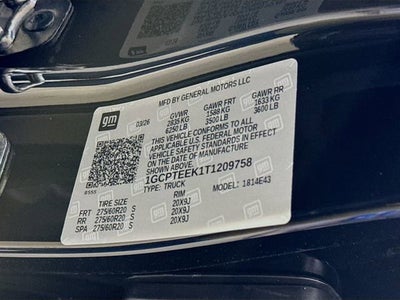 gm
MFD BY GENERAL MOTORS LLC
03/26 GVWR GAWR FRT GAWR RR
2835 KG 1588 KG 1633 KG
6250 LB 3500 LB 3600 LB
THIS VEHICLE CONFORMS TO ALL
APPLICABLE U.S. FEDERAL MOTOR
VEHICLE SAFETY STANDARDS IN EFFECT
ON THE DATE OF MANUFACTURE
SHOWN ABOVE.
1GCPTEEK1T1209758
TYPE: TRUCK MODEL: 1814E43
TIRE SIZE RIM
FRT 275/60R20 S 20X9J
RR 275/60R20 S 20X9J
SPA 275/60R20 S 20X9J